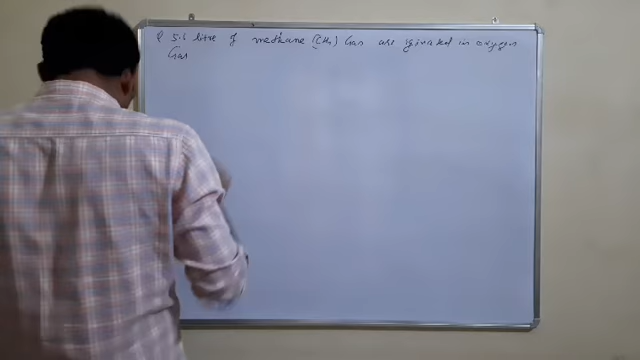 Q 5.6 litre of methane (CH4) Gas are ignited in oxygen
Gas